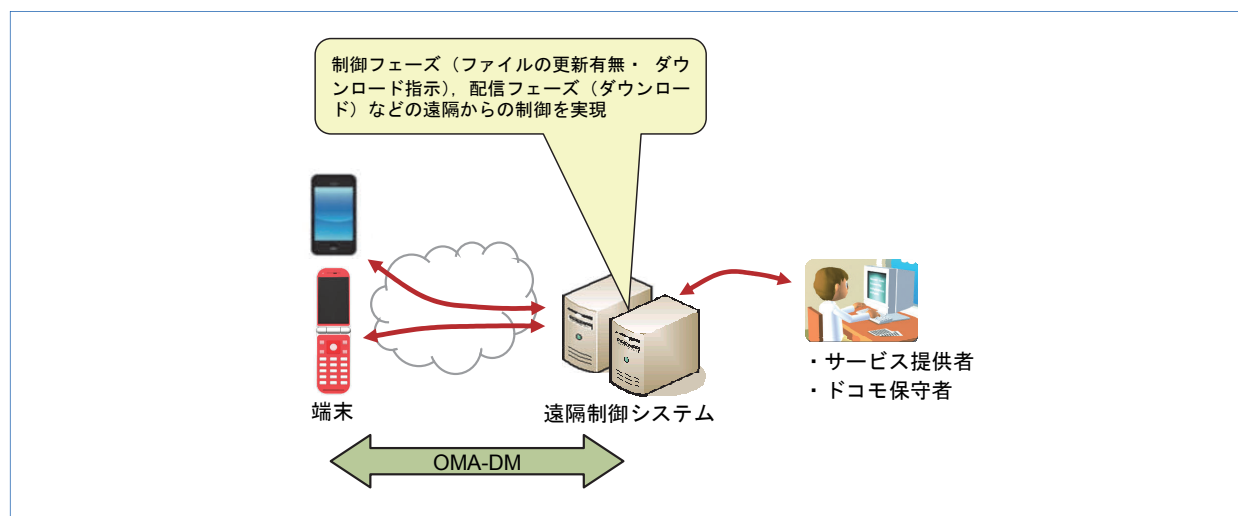 制御フェーズ（ファイルの更新有無・ ダウ
ンロード指示），配信フェーズ（ダウンロー
ド）などの遠隔からの制御を実現
端末
遠隔制御システム
・サービス提供者
・ドコモ保守者
OMA-DM